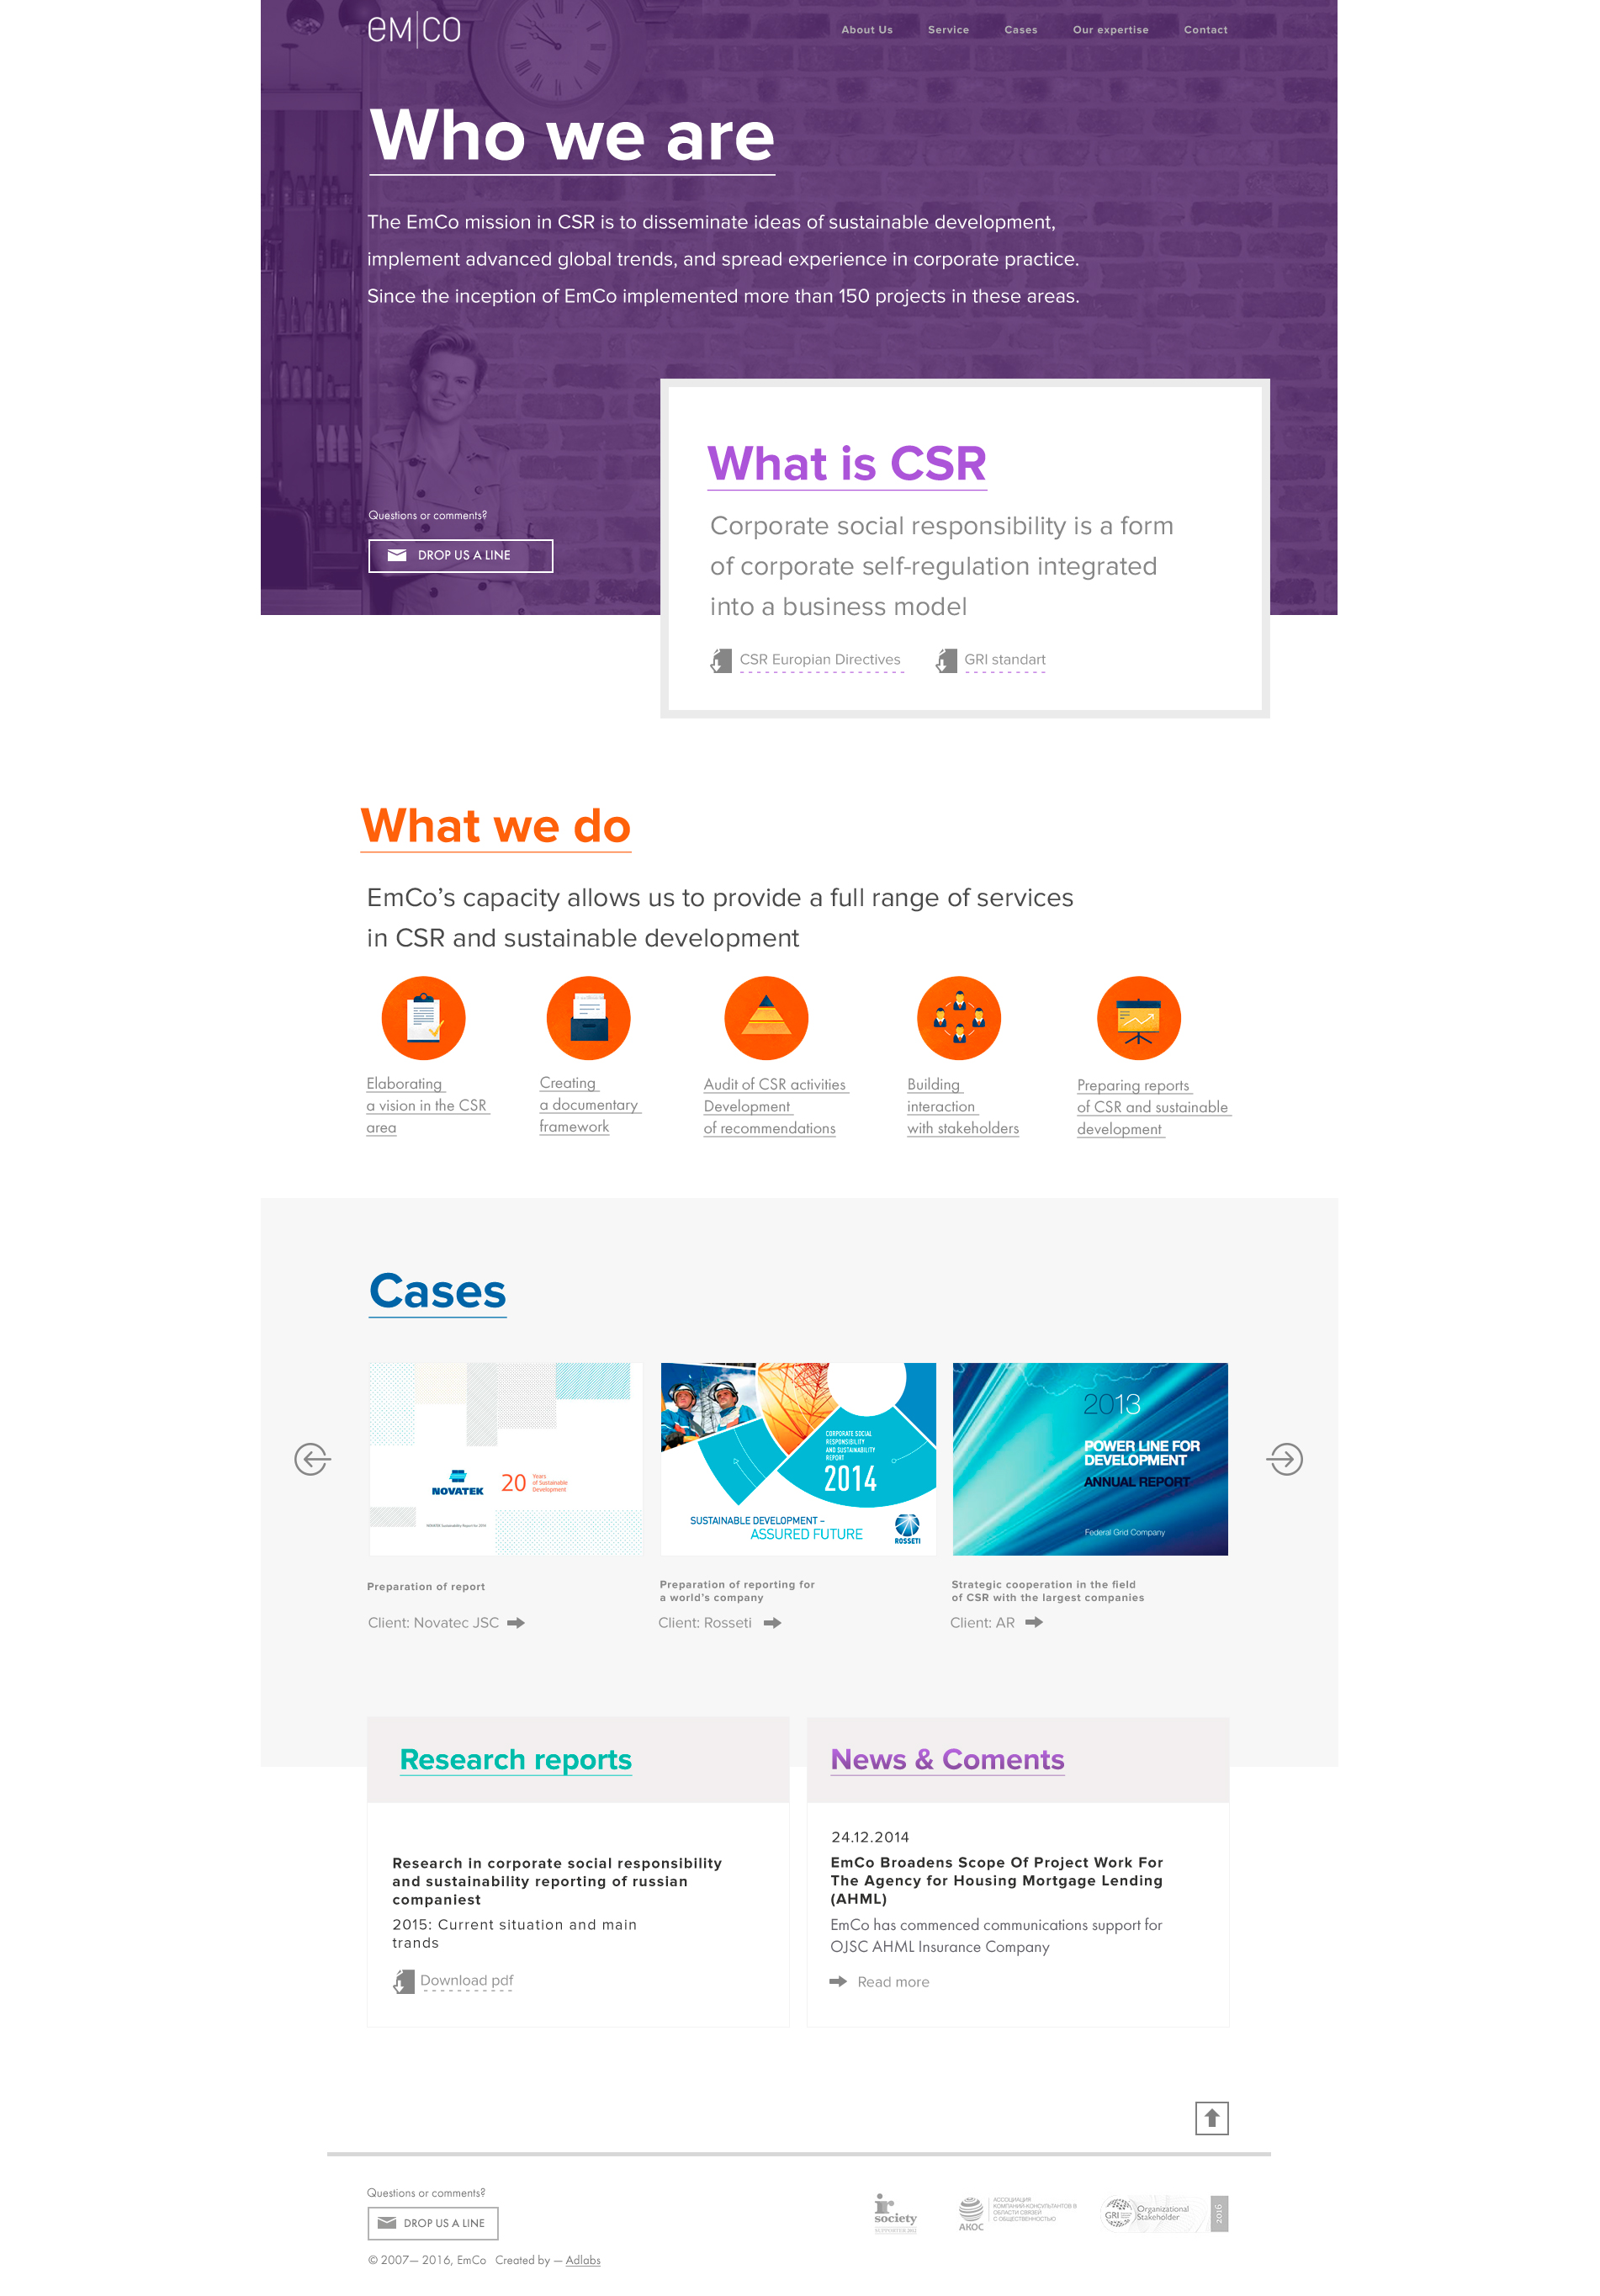 eM|CO
About Us
Service
Cases
Our expertise
Contact
Who we are
The EmCo mission in CSR is to disseminate ideas of sustainable development,
implement advanced global trends, and spread experience in corporate practice.
Since the inception of EmCo implemented more than 150 projects in these areas.
Questions or comments?
DROP US A LINE
What is CSR
Corporate social responsibility is a form
of corporate self-regulation integrated
into a business model
CSR Europian Directives
GRI standart
What we do
EmCo’s capacity allows us to provide a full range of services
in CSR and sustainable development
Elaborating
a vision in the CSR
area
Creating
a documentary
framework
Audit of CSR activities
Development
of recommendations
Building
interaction
with stakeholders
Preparing reports
of CSR and sustainable
development
Cases
NOVATEK
20
Years
of Sustainable
Development
CORPORATE SOCIAL
RESPONSIBILITY
AND SUSTAINABILITY
REPORT
2014
SUSTAINABLE DEVELOPMENT –
ASSURED FUTURE
ROSSETI
2013
POWER LINE FOR
DEVELOPMENT
ANNUAL REPORT
Federal Grid Company
Preparation of report
Client: Novatec JSC
Preparation of reporting for
a world’s company
Client: Rosseti
Strategic cooperation in the field
of CSR with the largest companies
Client: AR
Research reports
Research in corporate social responsibility
and sustainability reporting of russian
companiest
2015: Current situation and main
trands
Download pdf
News & Coments
24.12.2014
EmCo Broadens Scope Of Project Work For
The Agency for Housing Mortgage Lending
(AHML)
EmCo has commenced communications support for
OJSC AHML Insurance Company
Read more
Questions or comments?
DROP US A LINE
© 2007— 2016, EmCo Created by — Adlabs
ir
society
АКОС
АССОЦИАЦИЯ
КОМПАНИЙ-КОНСУЛЬТАНТОВ В
ОБЛАСТИ СВЯЗЕЙ
С ОБЩЕСТВЕННОСТЬЮ
GRI
Organizational
Stakeholder
2016